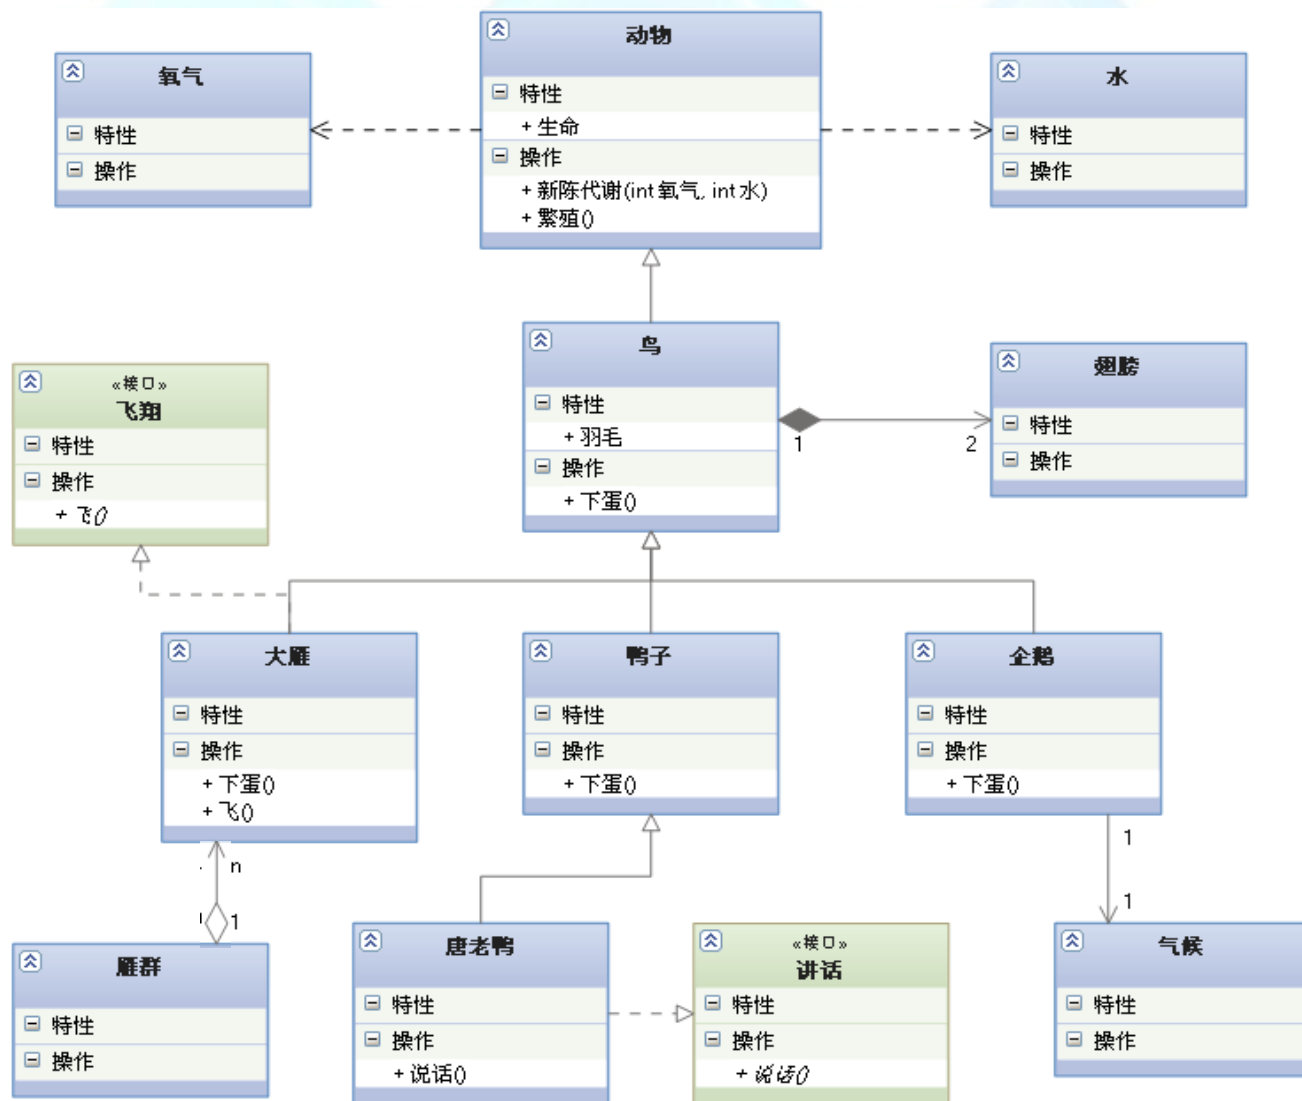 动物
特性
+ 生命
操作
+ 新陈代谢(int 氧气, int 水)
+ 繁殖()
氧气
特性
操作
水
特性
操作
鸟
特性
+ 羽毛
操作
+ 下蛋()
1
2
翅膀
特性
操作
«接口»
飞翔
特性
操作
+ 飞()
大雁
特性
操作
+ 下蛋()
+ 飞()
鸭子
特性
操作
+ 下蛋()
企鹅
特性
操作
+ 下蛋()
n
1
1
1
雁群
特性
操作
唐老鸭
特性
操作
+ 说话()
«接口»
讲话
特性
操作
+ 说话()
气候
特性
操作